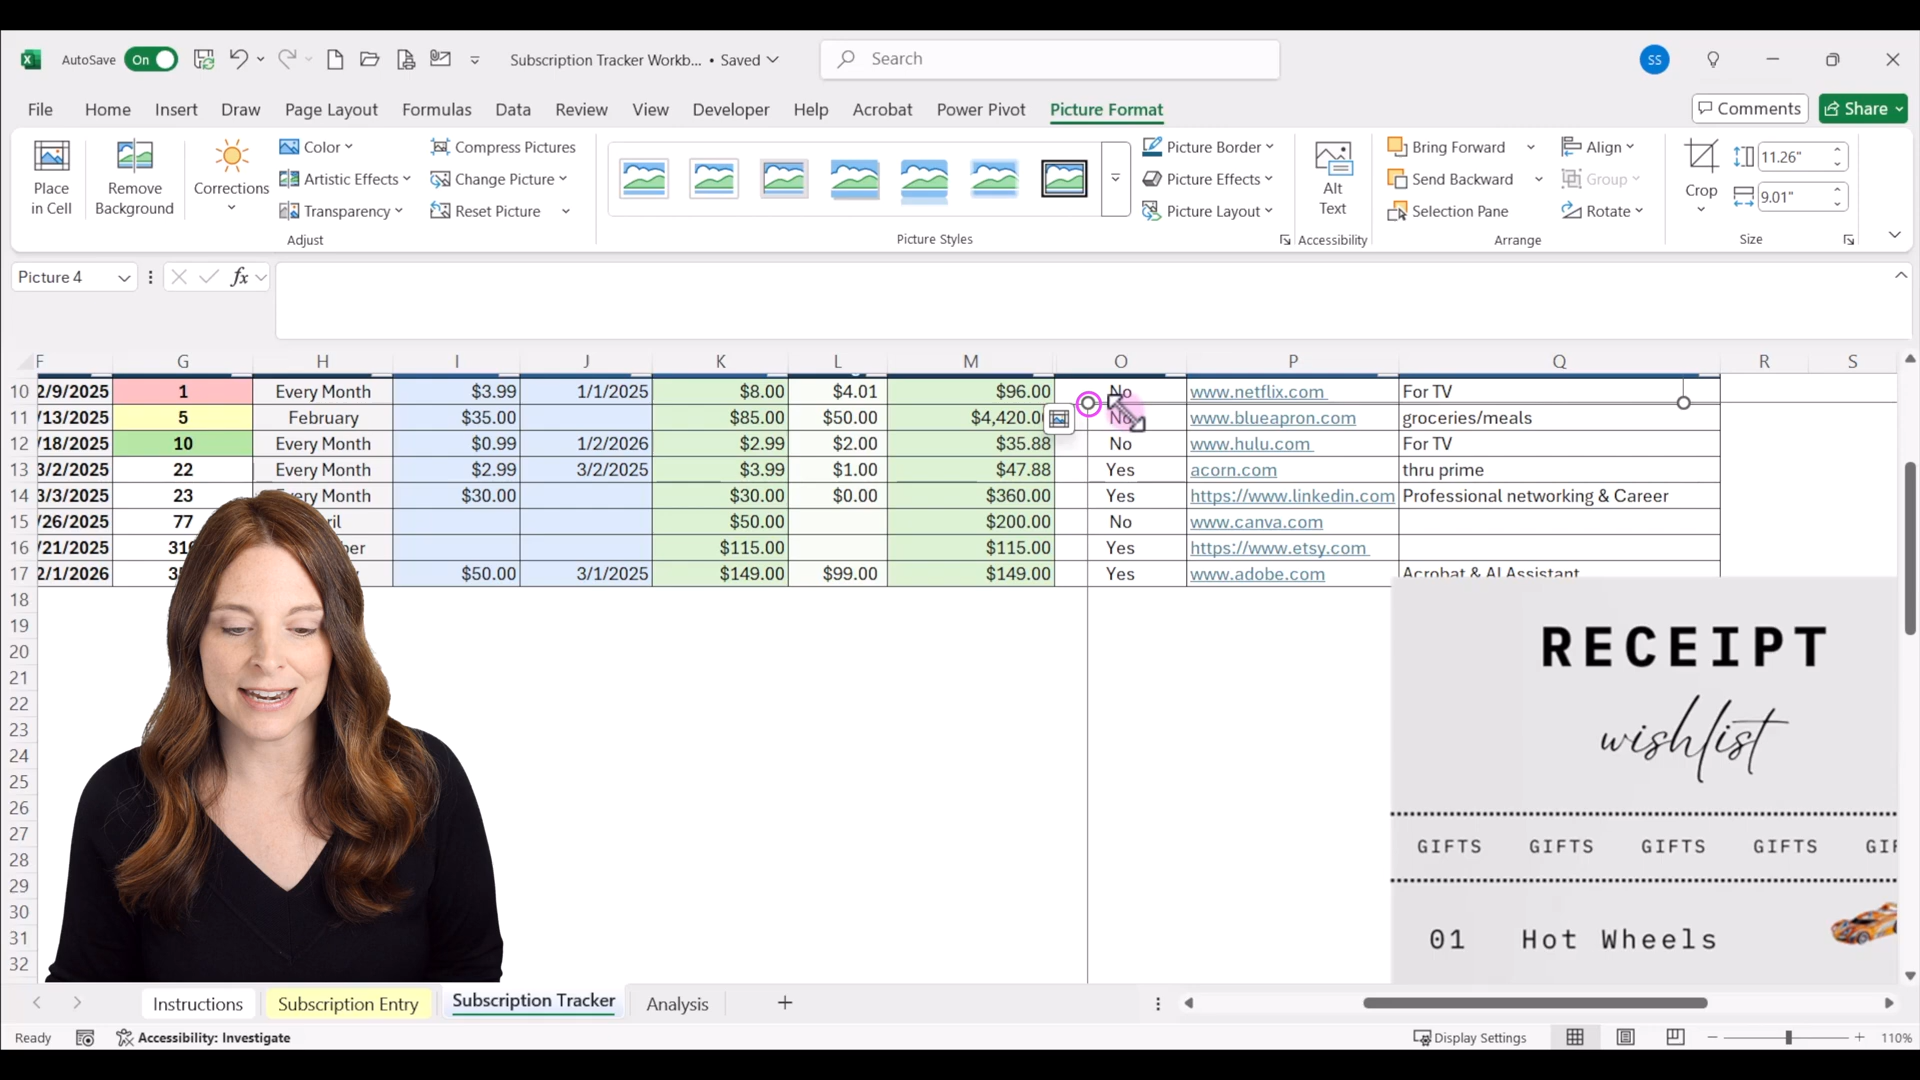 AutoSave On Subscription Tracker Workb... • Saved Search SS
File Home Insert Draw Page Layout Formulas Data Review View Developer Help Acrobat Power Pivot Picture Format Comments Share
Place in Cell
Remove Background
Corrections
Color
Artistic Effects
Transparency
Compress Pictures
Change Picture
Reset Picture
Adjust
Picture Styles
Picture Border
Picture Effects
Picture Layout
Alt Text
Accessibility
Bring Forward
Send Backward
Selection Pane
Align
Group
Rotate
Arrange
Crop
11.26"
9.01"
Size
Picture 4 fx
F G H I J K L M O P Q R S
10 2/9/2025 1 Every Month $3.99 1/1/2025 $8.00 $4.01 $96.00 No www.netflix.com For TV
11 /13/2025 5 February $35.00 $85.00 $50.00 $4,420.00 No www.blueapron.com groceries/meals
12 /18/2025 10 Every Month $0.99 1/2/2026 $2.99 $2.00 $35.88 No www.hulu.com For TV
13 3/2/2025 22 Every Month $2.99 3/2/2025 $3.99 $1.00 $47.88 Yes acorn.com thru prime
14 3/3/2025 23 Every Month $30.00 $30.00 $0.00 $360.00 Yes https://www.linkedin.com Professional networking & Career
15 /26/2025 77 ril $50.00 $200.00 No www.canva.com
16 /21/2025 31 ber $115.00 $115.00 Yes https://www.etsy.com
17 2/1/2026 3 $50.00 3/1/2025 $149.00 $99.00 $149.00 Yes www.adobe.com Acrobat & AI Assistant
18
19
20
21
22
23
24
25
26
27
28
29
30
31
32
RECEIPT
wishlist
GIFTS GIFTS GIFTS GIFTS GIF
01 Hot Wheels
Instructions Subscription Entry Subscription Tracker Analysis
Ready Accessibility: Investigate Display Settings 110%